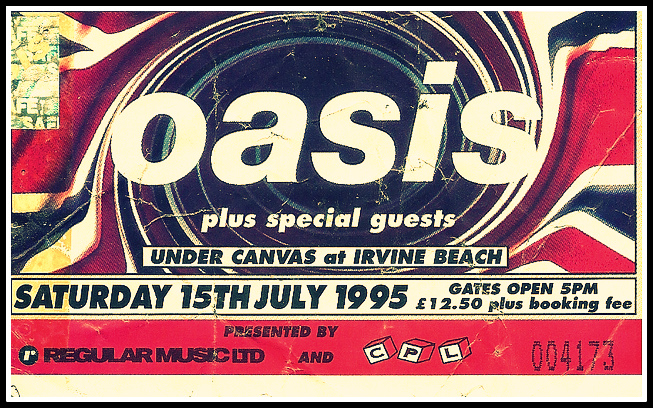 oasis
plus special guests
UNDER CANVAS at IRVINE BEACH
SATURDAY 15TH JULY 1995
GATES OPEN 5PM
£12.50 plus booking fee
PRESENTED BY
r REGULAR MUSIC LTD AND CPL
004173